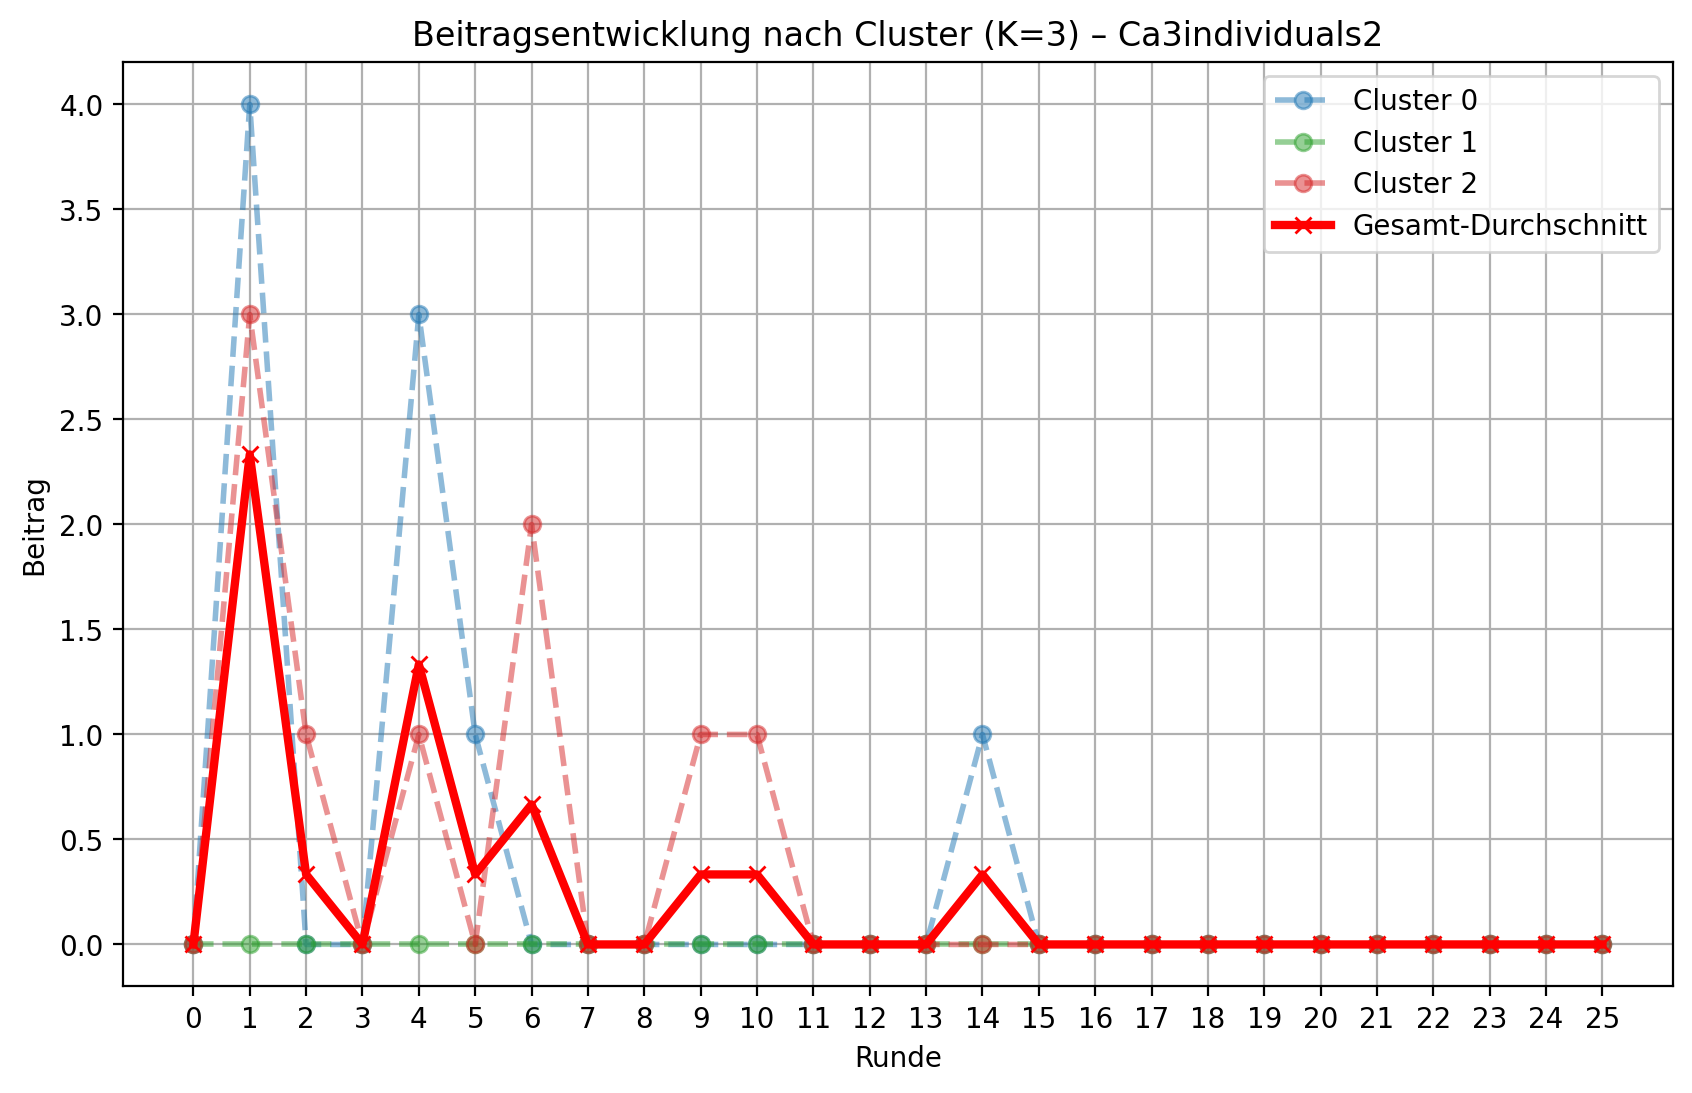 Beitragsentwicklung nach Cluster (K=3) – Ca3individuals2
Cluster 0
Cluster 1
Cluster 2
Gesamt-Durchschnitt
Beitrag
4.0
3.5
3.0
2.5
2.0
1.5
1.0
0.5
0.0
0 1 2 3 4 5 6 7 8 9 10 11 12 13 14 15 16 17 18 19 20 21 22 23 24 25
Runde